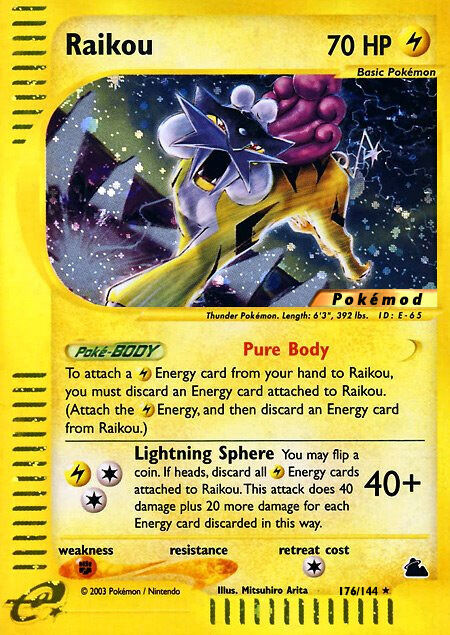 Raikou 70 HP
Basic Pokémon
Pokémod
Thunder Pokémon. Length: 6'3", 392 lbs. ID: E-65
Poké-BODY Pure Body
To attach a Energy card from your hand to Raikou,
you must discard an Energy card attached to Raikou.
(Attach the Energy, and then discard an Energy card
from Raikou.)
Lightning Sphere You may flip a
coin. If heads, discard all Energy cards
attached to Raikou. This attack does 40
damage plus 20 more damage for each
Energy card discarded in this way.
40+
weakness resistance retreat cost
© 2003 Pokémon / Nintendo Illus. Mitsuhiro Arita 176/144 ★
e